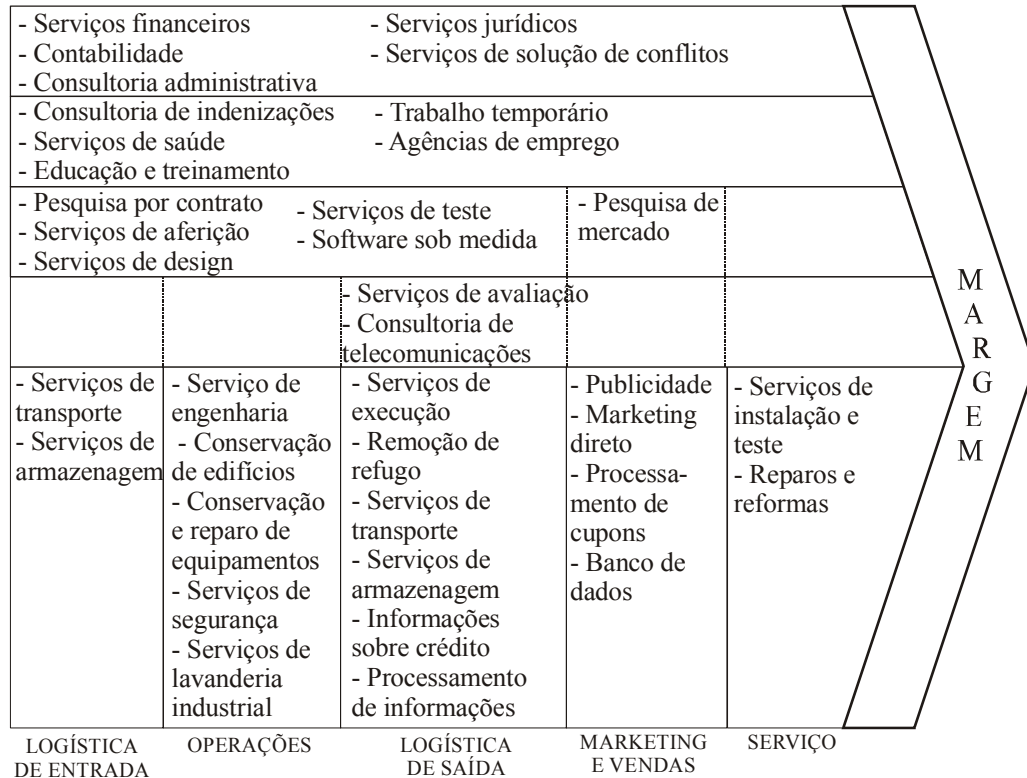 - Serviços financeiros
- Contabilidade
- Consultoria administrativa
- Serviços jurídicos
- Serviços de solução de conflitos
- Consultoria de indenizações
- Serviços de saúde
- Educação e treinamento
- Trabalho temporário
- Agências de emprego
- Pesquisa por contrato
- Serviços de aferição
- Serviços de design
- Serviços de teste
- Software sob medida
- Pesquisa de
mercado
- Serviços de avaliação
- Consultoria de
telecomunicações
- Serviços de
transporte
- Serviços de
armazenagem
- Serviço de
engenharia
- Conservação
de edifícios
- Conservação
e reparo de
equipamentos
- Serviços de
segurança
- Serviços de
lavanderia
industrial
- Serviços de
execução
- Remoção de
refugo
- Serviços de
transporte
- Serviços de
armazenagem
- Informações
sobre crédito
- Processamento
de informações
- Publicidade
- Marketing
direto
- Processa-
mento de
cupons
- Banco de
dados
- Serviços de
instalação e
teste
- Reparos e
reformas
MARGEM
LOGÍSTICA
DE ENTRADA
OPERAÇÕES
LOGÍSTICA
DE SAÍDA
MARKETING
E VENDAS
SERVIÇO